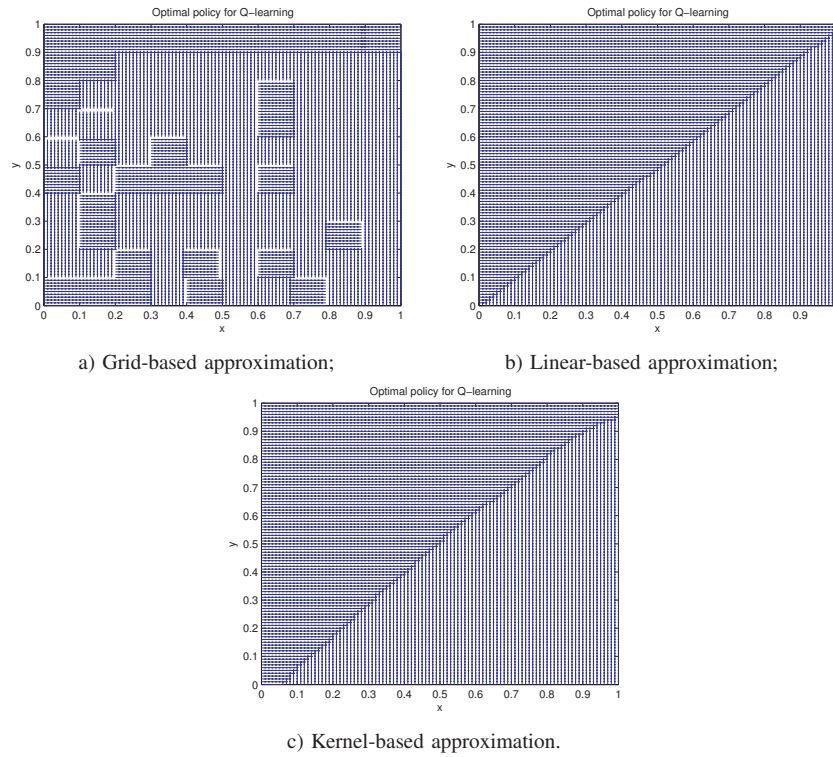 Optimal policy for Q−learning
1
0.9
0.8
0.7
0.6
0.5
0.4
0.3
0.2
0.1
0
y
0 0.1 0.2 0.3 0.4 0.5 0.6 0.7 0.8 0.9 1
x
a) Grid-based approximation;
Optimal policy for Q−learning
1
0.9
0.8
0.7
0.6
0.5
0.4
0.3
0.2
0.1
0
y
0 0.1 0.2 0.3 0.4 0.5 0.6 0.7 0.8 0.9
x
b) Linear-based approximation;
Optimal policy for Q−learning
1
0.9
0.8
0.7
0.6
0.5
0.4
0.3
0.2
0.1
0
y
0 0.1 0.2 0.3 0.4 0.5 0.6 0.7 0.8 0.9 1
x
c) Kernel-based approximation.